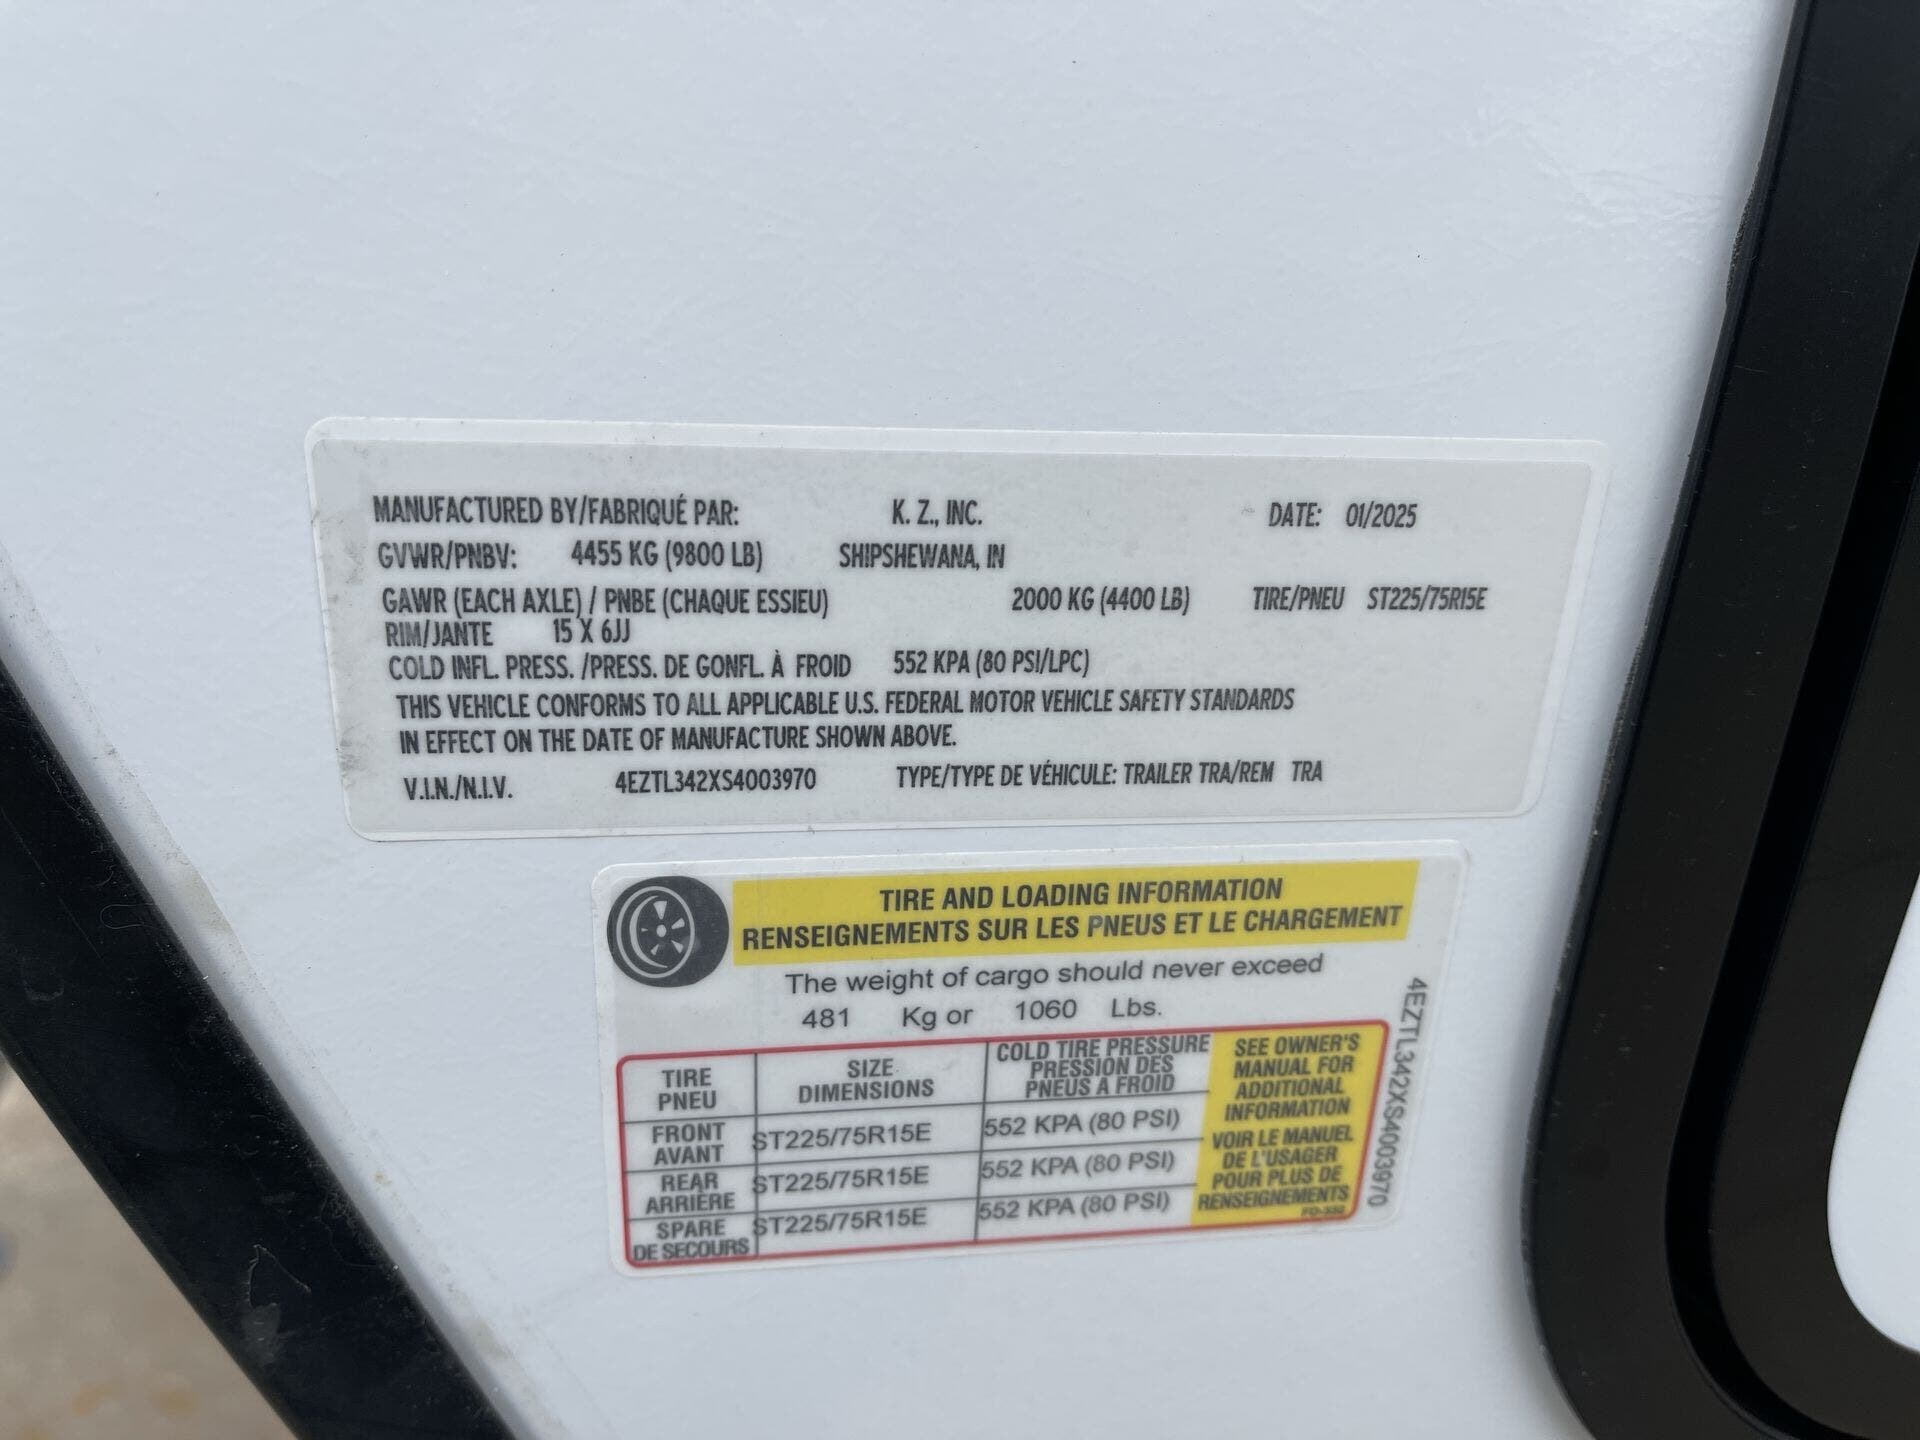 MANUFACTURED BY/FABRIQUÉ PAR: K. Z., INC. DATE: 01/2025
GVWR/PNBV: 4455 KG (9800 LB) SHIPSHEWANA, IN
GAWR (EACH AXLE) / PNBE (CHAQUE ESSIEU) 2000 KG (4400 LB) TIRE/PNEU ST225/75R15E
RIM/JANTE 15 X 6JJ
COLD INFL. PRESS. /PRESS. DE GONFL. À FROID 552 KPA (80 PSI/LPC)
THIS VEHICLE CONFORMS TO ALL APPLICABLE U.S. FEDERAL MOTOR VEHICLE SAFETY STANDARDS
IN EFFECT ON THE DATE OF MANUFACTURE SHOWN ABOVE.
V.I.N./N.I.V. 4EZTL342XS4003970 TYPE/TYPE DE VÉHICULE: TRAILER TRA/REM TRA
TIRE AND LOADING INFORMATION
RENSEIGNEMENTS SUR LES PNEUS ET LE CHARGEMENT
The weight of cargo should never exceed
481 Kg or 1060 Lbs.
TIRE
PNEU
SIZE
DIMENSIONS
COLD TIRE PRESSURE
PRESSION DES
PNEUS A FROID
FRONT
AVANT
ST225/75R15E
552 KPA (80 PSI)
REAR
ARRIÈRE
ST225/75R15E
552 KPA (80 PSI)
SPARE
DE SECOURS
ST225/75R15E
552 KPA (80 PSI)
SEE OWNER'S
MANUAL FOR
ADDITIONAL
INFORMATION
VOIR LE MANUEL
DE L'USAGER
POUR PLUS DE
RENSEIGNEMENTS
4EZTL342XS4003970